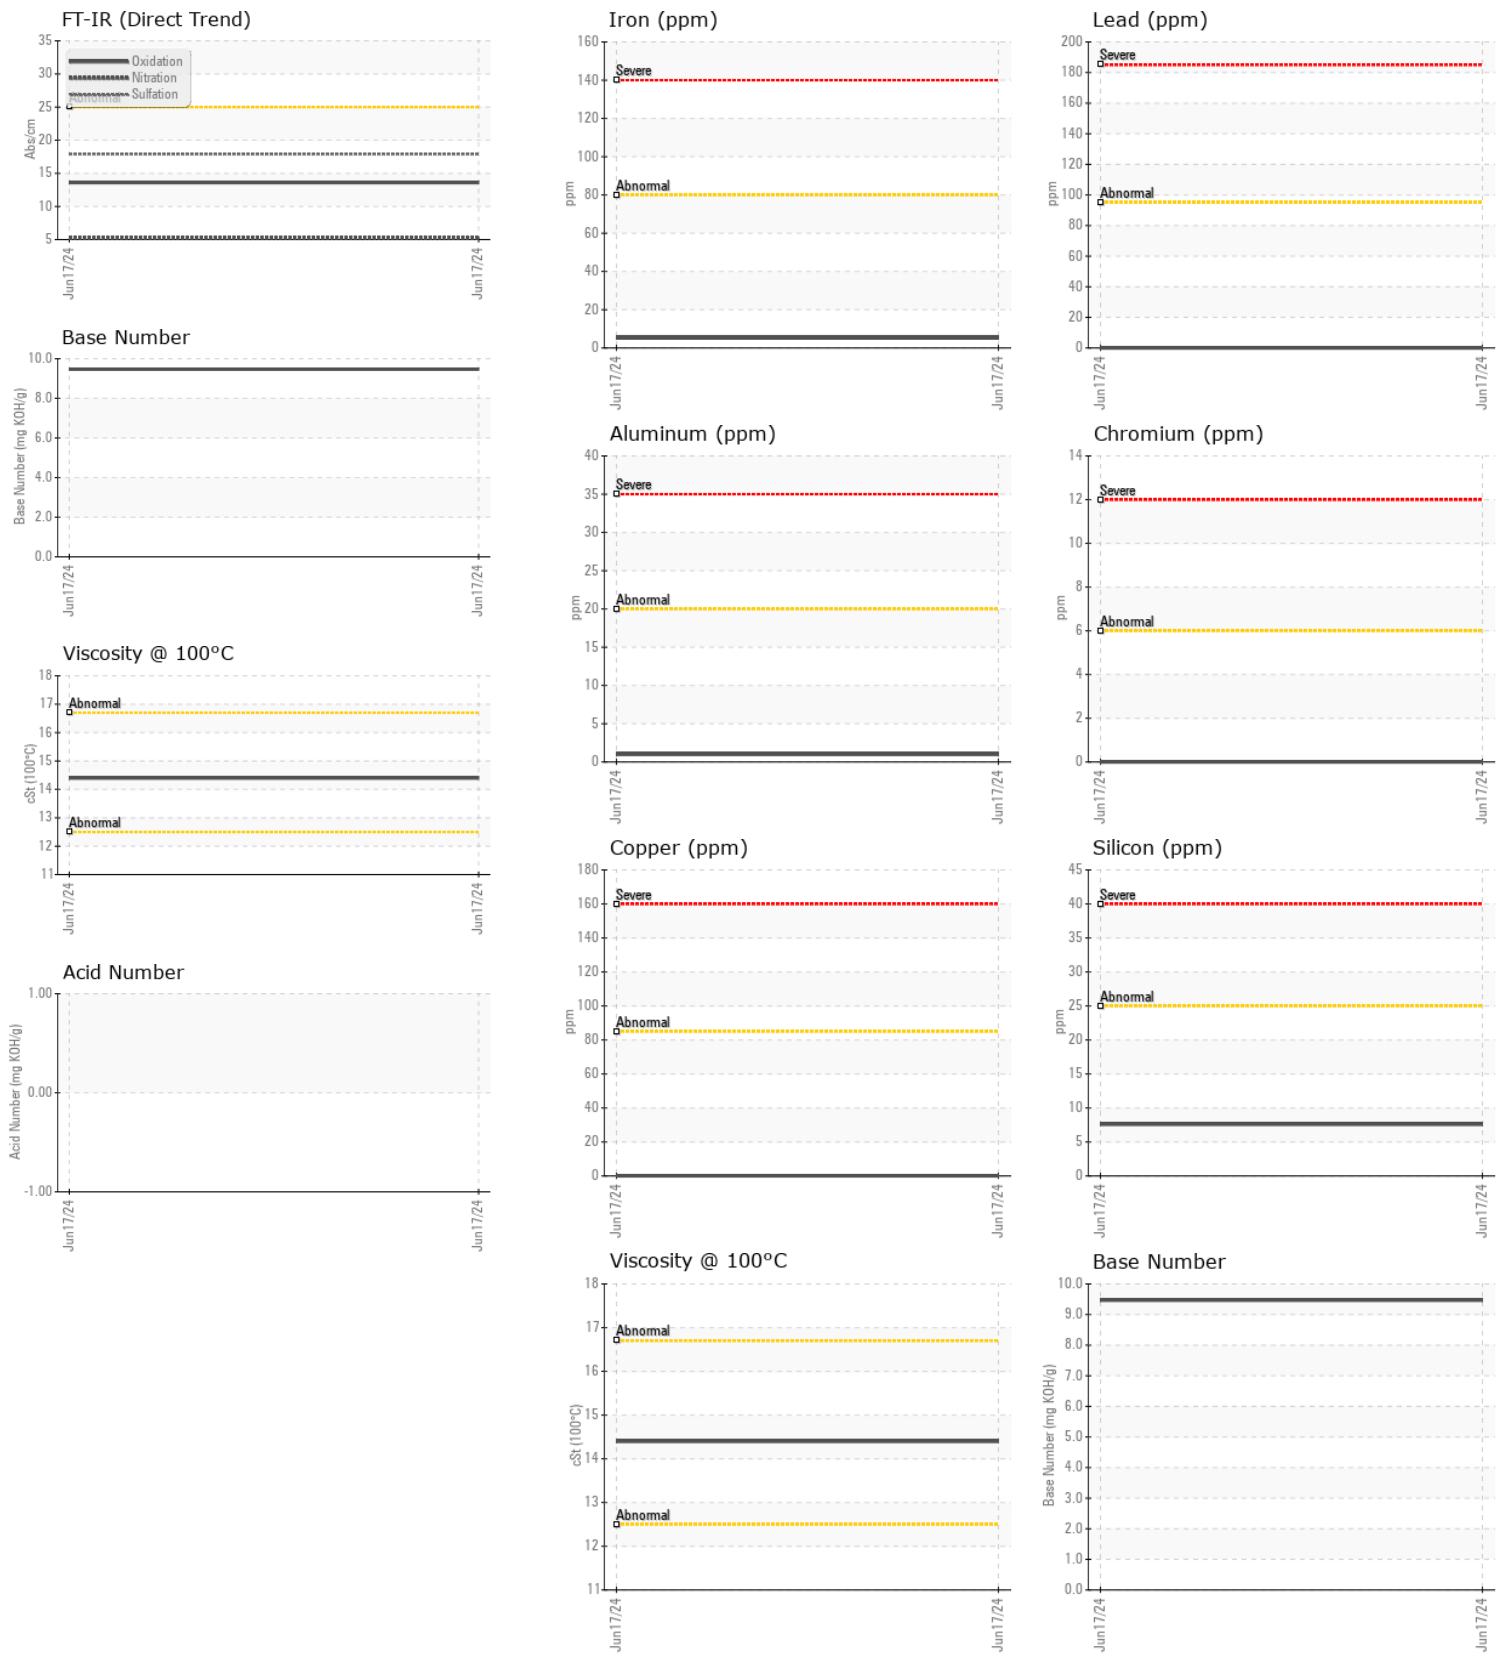 FT-IR (Direct Trend)
35
30
25
20
15
10
5
Abs/cm
Oxidation
Nitration
Sulfation
Abnormal
Jun17/24
Jun17/24
Base Number
10.0
8.0
6.0
4.0
2.0
0.0
Base Number (mg KOH/g)
Jun17/24
Jun17/24
Viscosity @ 100°C
18
17
16
15
14
13
12
11
cSt (100°C)
Abnormal
Abnormal
Jun17/24
Jun17/24
Acid Number
1.00
0.00
-1.00
Acid Number (mg KOH/g)
Jun17/24
Jun17/24
Iron (ppm)
160
140
120
100
80
60
40
20
0
ppm
Severe
Abnormal
Jun17/24
Jun17/24
Lead (ppm)
200
180
160
140
120
100
80
60
40
20
0
ppm
Severe
Abnormal
Jun17/24
Jun17/24
Aluminum (ppm)
40
35
30
25
20
15
10
5
0
ppm
Severe
Abnormal
Jun17/24
Jun17/24
Chromium (ppm)
14
12
10
8
6
4
2
0
ppm
Severe
Abnormal
Jun17/24
Jun17/24
Copper (ppm)
180
160
140
120
100
80
60
40
20
0
ppm
Severe
Abnormal
Jun17/24
Jun17/24
Silicon (ppm)
45
40
35
30
25
20
15
10
5
0
ppm
Severe
Abnormal
Jun17/24
Jun17/24
Viscosity @ 100°C
18
17
16
15
14
13
12
11
cSt (100°C)
Abnormal
Abnormal
Jun17/24
Jun17/24
Base Number
10.0
9.0
8.0
7.0
6.0
5.0
4.0
3.0
2.0
1.0
0.0
Base Number (mg KOH/g)
Jun17/24
Jun17/24